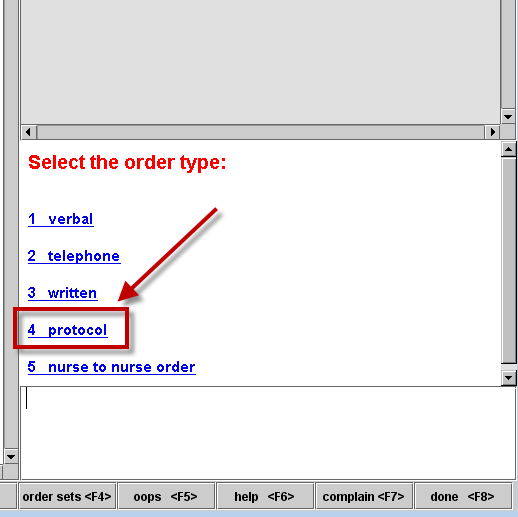 Select the order type:
1 verbal
2 telephone
3 written
4 protocol
5 nurse to nurse order
order sets <F4> oops <F5> help <F6> complain <F7> done <F8>